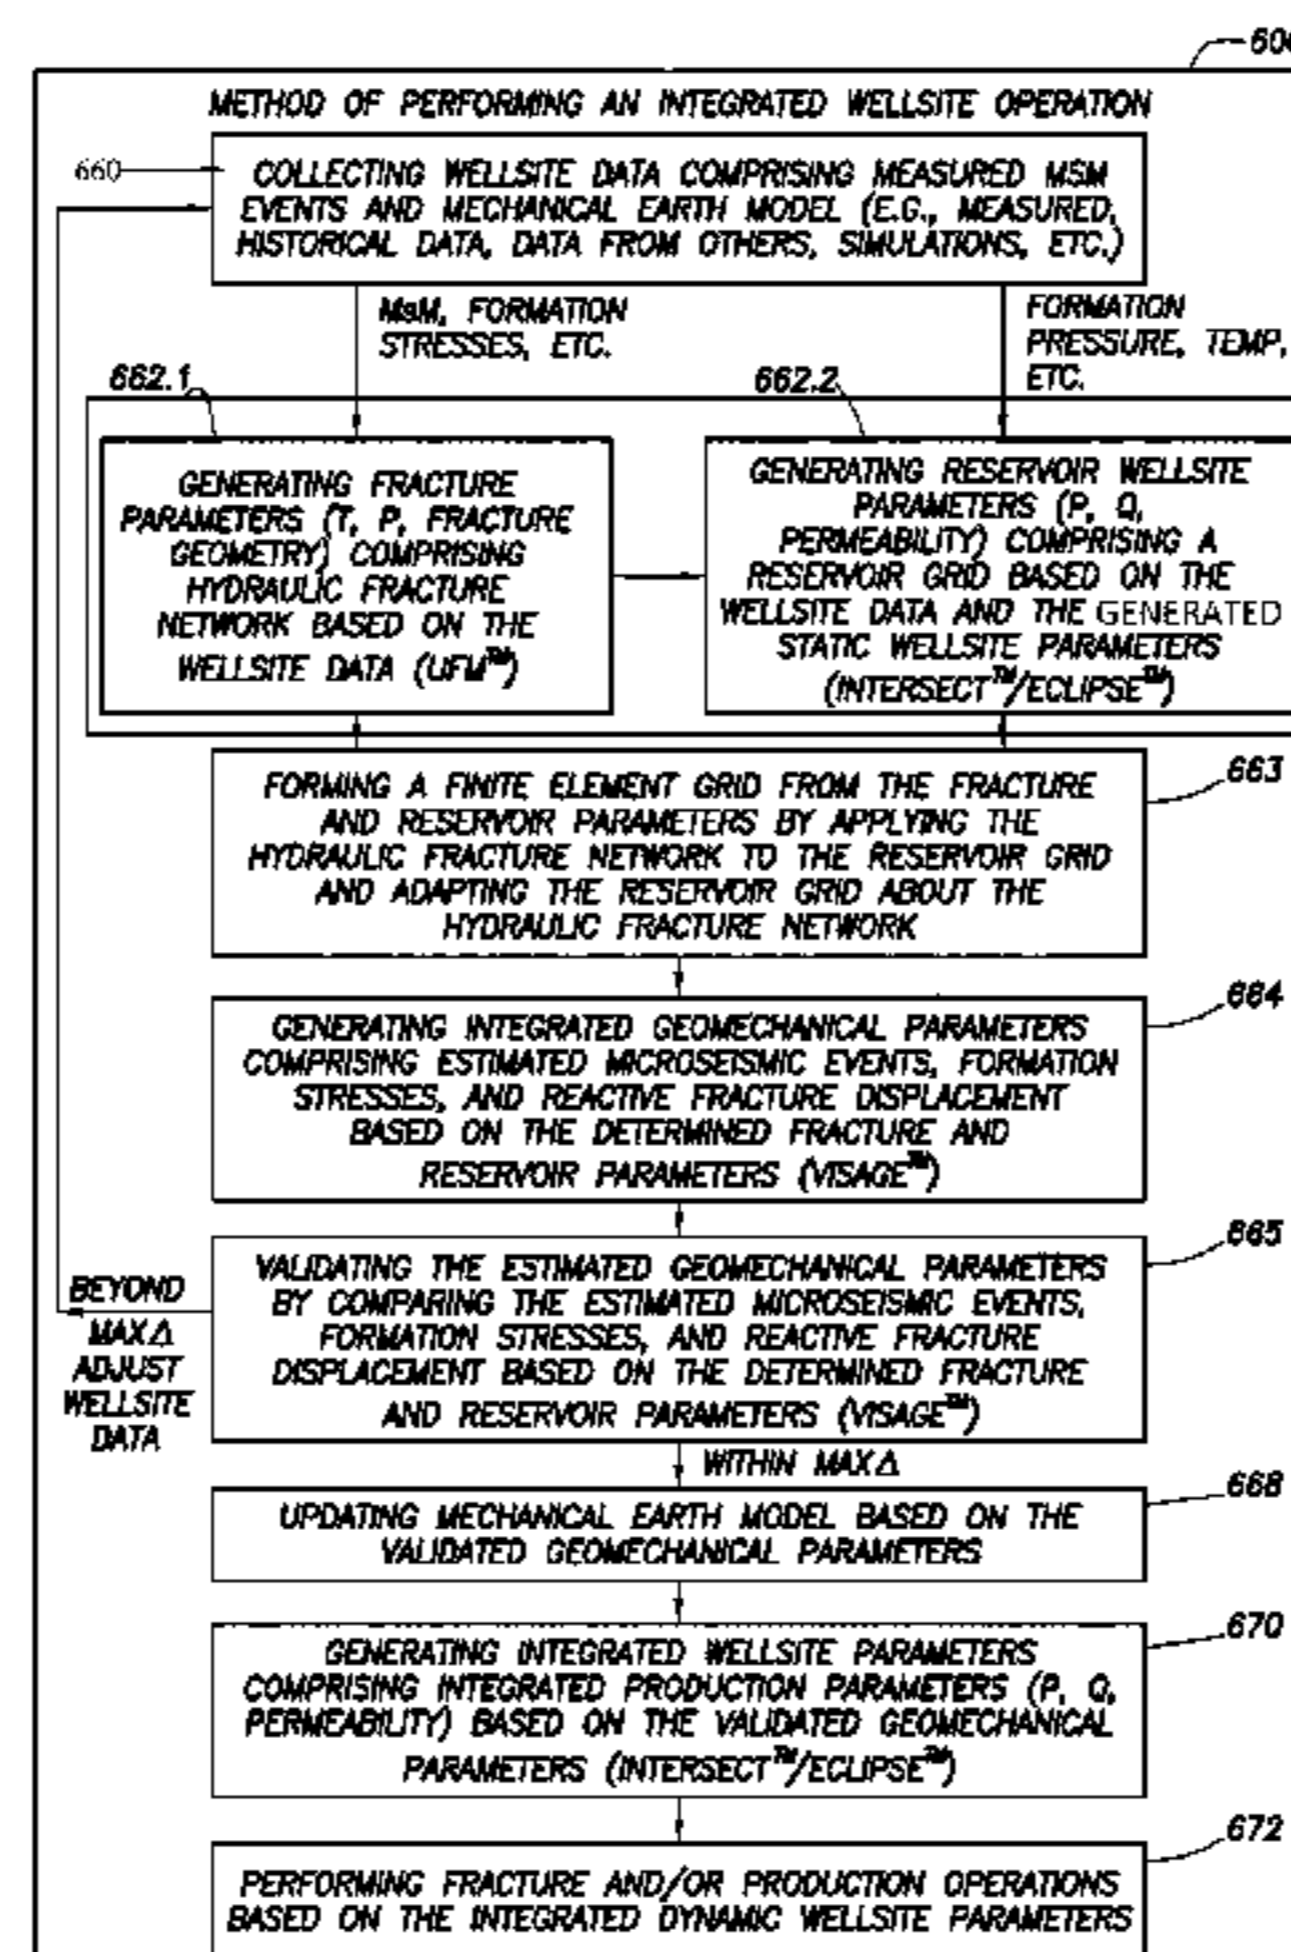 600
METHOD OF PERFORMING AN INTEGRATED WELLSITE OPERATION
660
COLLECTING WELLSITE DATA COMPRISING MEASURED MSM
EVENTS AND MECHANICAL EARTH MODEL (E.G., MEASURED,
HISTORICAL DATA, DATA FROM OTHERS, SIMULATIONS, ETC.)
MsM, FORMATION
STRESSES, ETC.
FORMATION
PRESSURE, TEMP,
ETC.
662.1
662.2
GENERATING FRACTURE
PARAMETERS (T, P, FRACTURE
GEOMETRY) COMPRISING
HYDRAULIC FRACTURE
NETWORK BASED ON THE
WELLSITE DATA (UFM™)
GENERATING RESERVOIR WELLSITE
PARAMETERS (P, Q,
PERMEABILITY) COMPRISING A
RESERVOIR GRID BASED ON THE
WELLSITE DATA AND THE GENERATED
STATIC WELLSITE PARAMETERS
(INTERSECT™/ECLIPSE™)
663
FORMING A FINITE ELEMENT GRID FROM THE FRACTURE
AND RESERVOIR PARAMETERS BY APPLYING THE
HYDRAULIC FRACTURE NETWORK TO THE RESERVOIR GRID
AND ADAPTING THE RESERVOIR GRID ABOUT THE
HYDRAULIC FRACTURE NETWORK
664
GENERATING INTEGRATED GEOMECHANICAL PARAMETERS
COMPRISING ESTIMATED MICROSEISMIC EVENTS, FORMATION
STRESSES, AND REACTIVE FRACTURE DISPLACEMENT
BASED ON THE DETERMINED FRACTURE AND
RESERVOIR PARAMETERS (VISAGE™)
665
VALIDATING THE ESTIMATED GEOMECHANICAL PARAMETERS
BY COMPARING THE ESTIMATED MICROSEISMIC EVENTS,
FORMATION STRESSES, AND REACTIVE FRACTURE
DISPLACEMENT BASED ON THE DETERMINED FRACTURE
AND RESERVOIR PARAMETERS (VISAGE™)
BEYOND
MAX Δ
ADJUST
WELLSITE
DATA
WITHIN MAX Δ
668
UPDATING MECHANICAL EARTH MODEL BASED ON THE
VALIDATED GEOMECHANICAL PARAMETERS
670
GENERATING INTEGRATED WELLSITE PARAMETERS
COMPRISING INTEGRATED PRODUCTION PARAMETERS (P, Q,
PERMEABILITY) BASED ON THE VALIDATED GEOMECHANICAL
PARAMETERS (INTERSECT™/ECLIPSE™)
672
PERFORMING FRACTURE AND/OR PRODUCTION OPERATIONS
BASED ON THE INTEGRATED DYNAMIC WELLSITE PARAMETERS